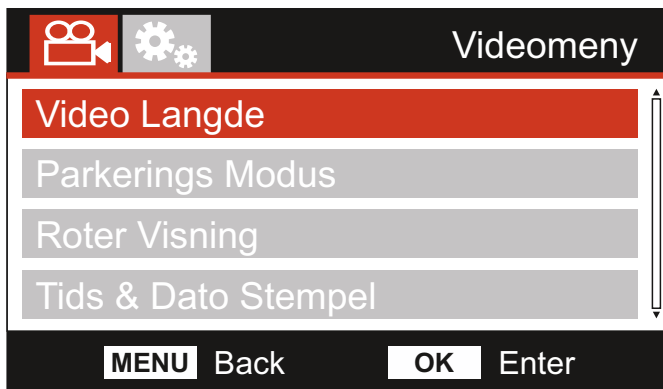 Videomeny
Video Langde
Parkerings Modus
Roter Visning
Tids & Dato Stempel
MENU Back OK Enter